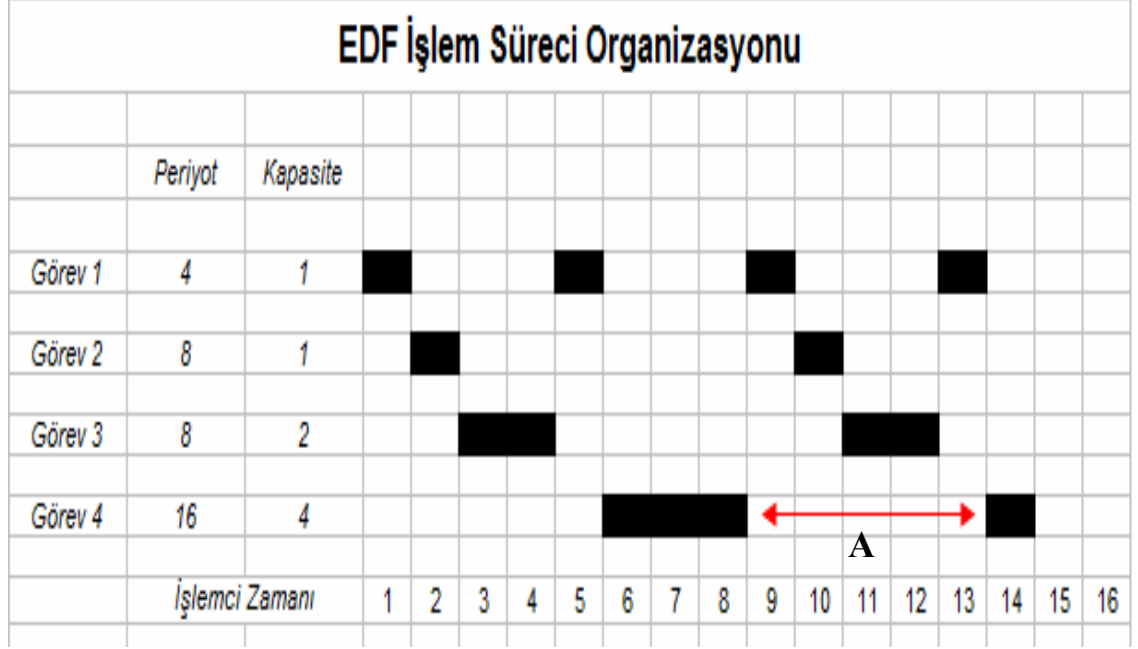 EDF İşlem Süreci Organizasyonu
Periyot Kapasite
Görev 1 4 1
Görev 2 8 1
Görev 3 8 2
Görev 4 16 4
A
İşlemci Zamanı 1 2 3 4 5 6 7 8 9 10 11 12 13 14 15 16